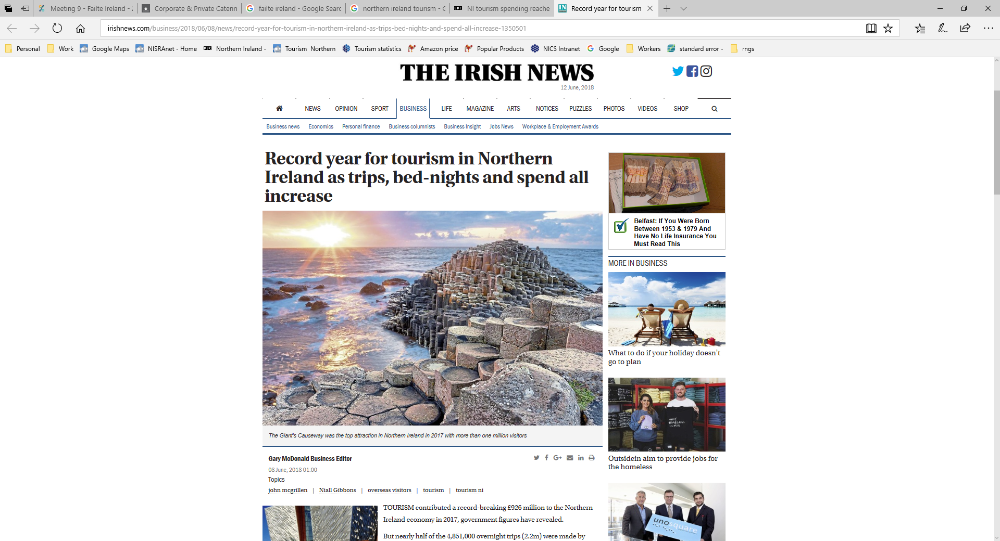 Meeting 9 - Failte Ireland -
Corporate & Private Caterin
failte ireland - Google Searc
northern ireland tourism - G
BBC NI tourism spending reache
IN Record year for tourism
irishnews.com/business/2018/06/08/news/record-year-for-tourism-in-northern-ireland-as-trips-bed-nights-and-spend-all-increase-1350501
Personal Work Google Maps NISRAnet - Home BBC Northern Ireland - Tourism Northern Tourism statistics Amazon price Popular Products NICS Intranet Google Workers standard error - rngs
THE IRISH NEWS
12 June, 2018
NEWS OPINION SPORT BUSINESS LIFE MAGAZINE ARTS NOTICES PUZZLES PHOTOS VIDEOS SHOP
Business news Economics Personal finance Business columnists Business Insight Jobs News Workplace & Employment Awards
Record year for tourism in Northern
Ireland as trips, bed-nights and spend all
increase
The Giant's Causeway was the top attraction in Northern Ireland in 2017 with more than one million visitors
Gary McDonald Business Editor
08 June, 2018 01:00
Topics
john mcgrillen | Niall Gibbons | overseas visitors | tourism | tourism ni
TOURISM contributed a record-breaking £926 million to the Northern
Ireland economy in 2017, government figures have revealed.
But nearly half of the 4,851,000 overnight trips (2.2m) were made by
Belfast: If You Were Born
Between 1953 & 1979 And
Have No Life Insurance You
Must Read This
MORE IN BUSINESS
What to do if your holiday doesn't
go to plan
HOME
HOMELESS
HUMAN
Outsidein aim to provide jobs for
the homeless
unosquare